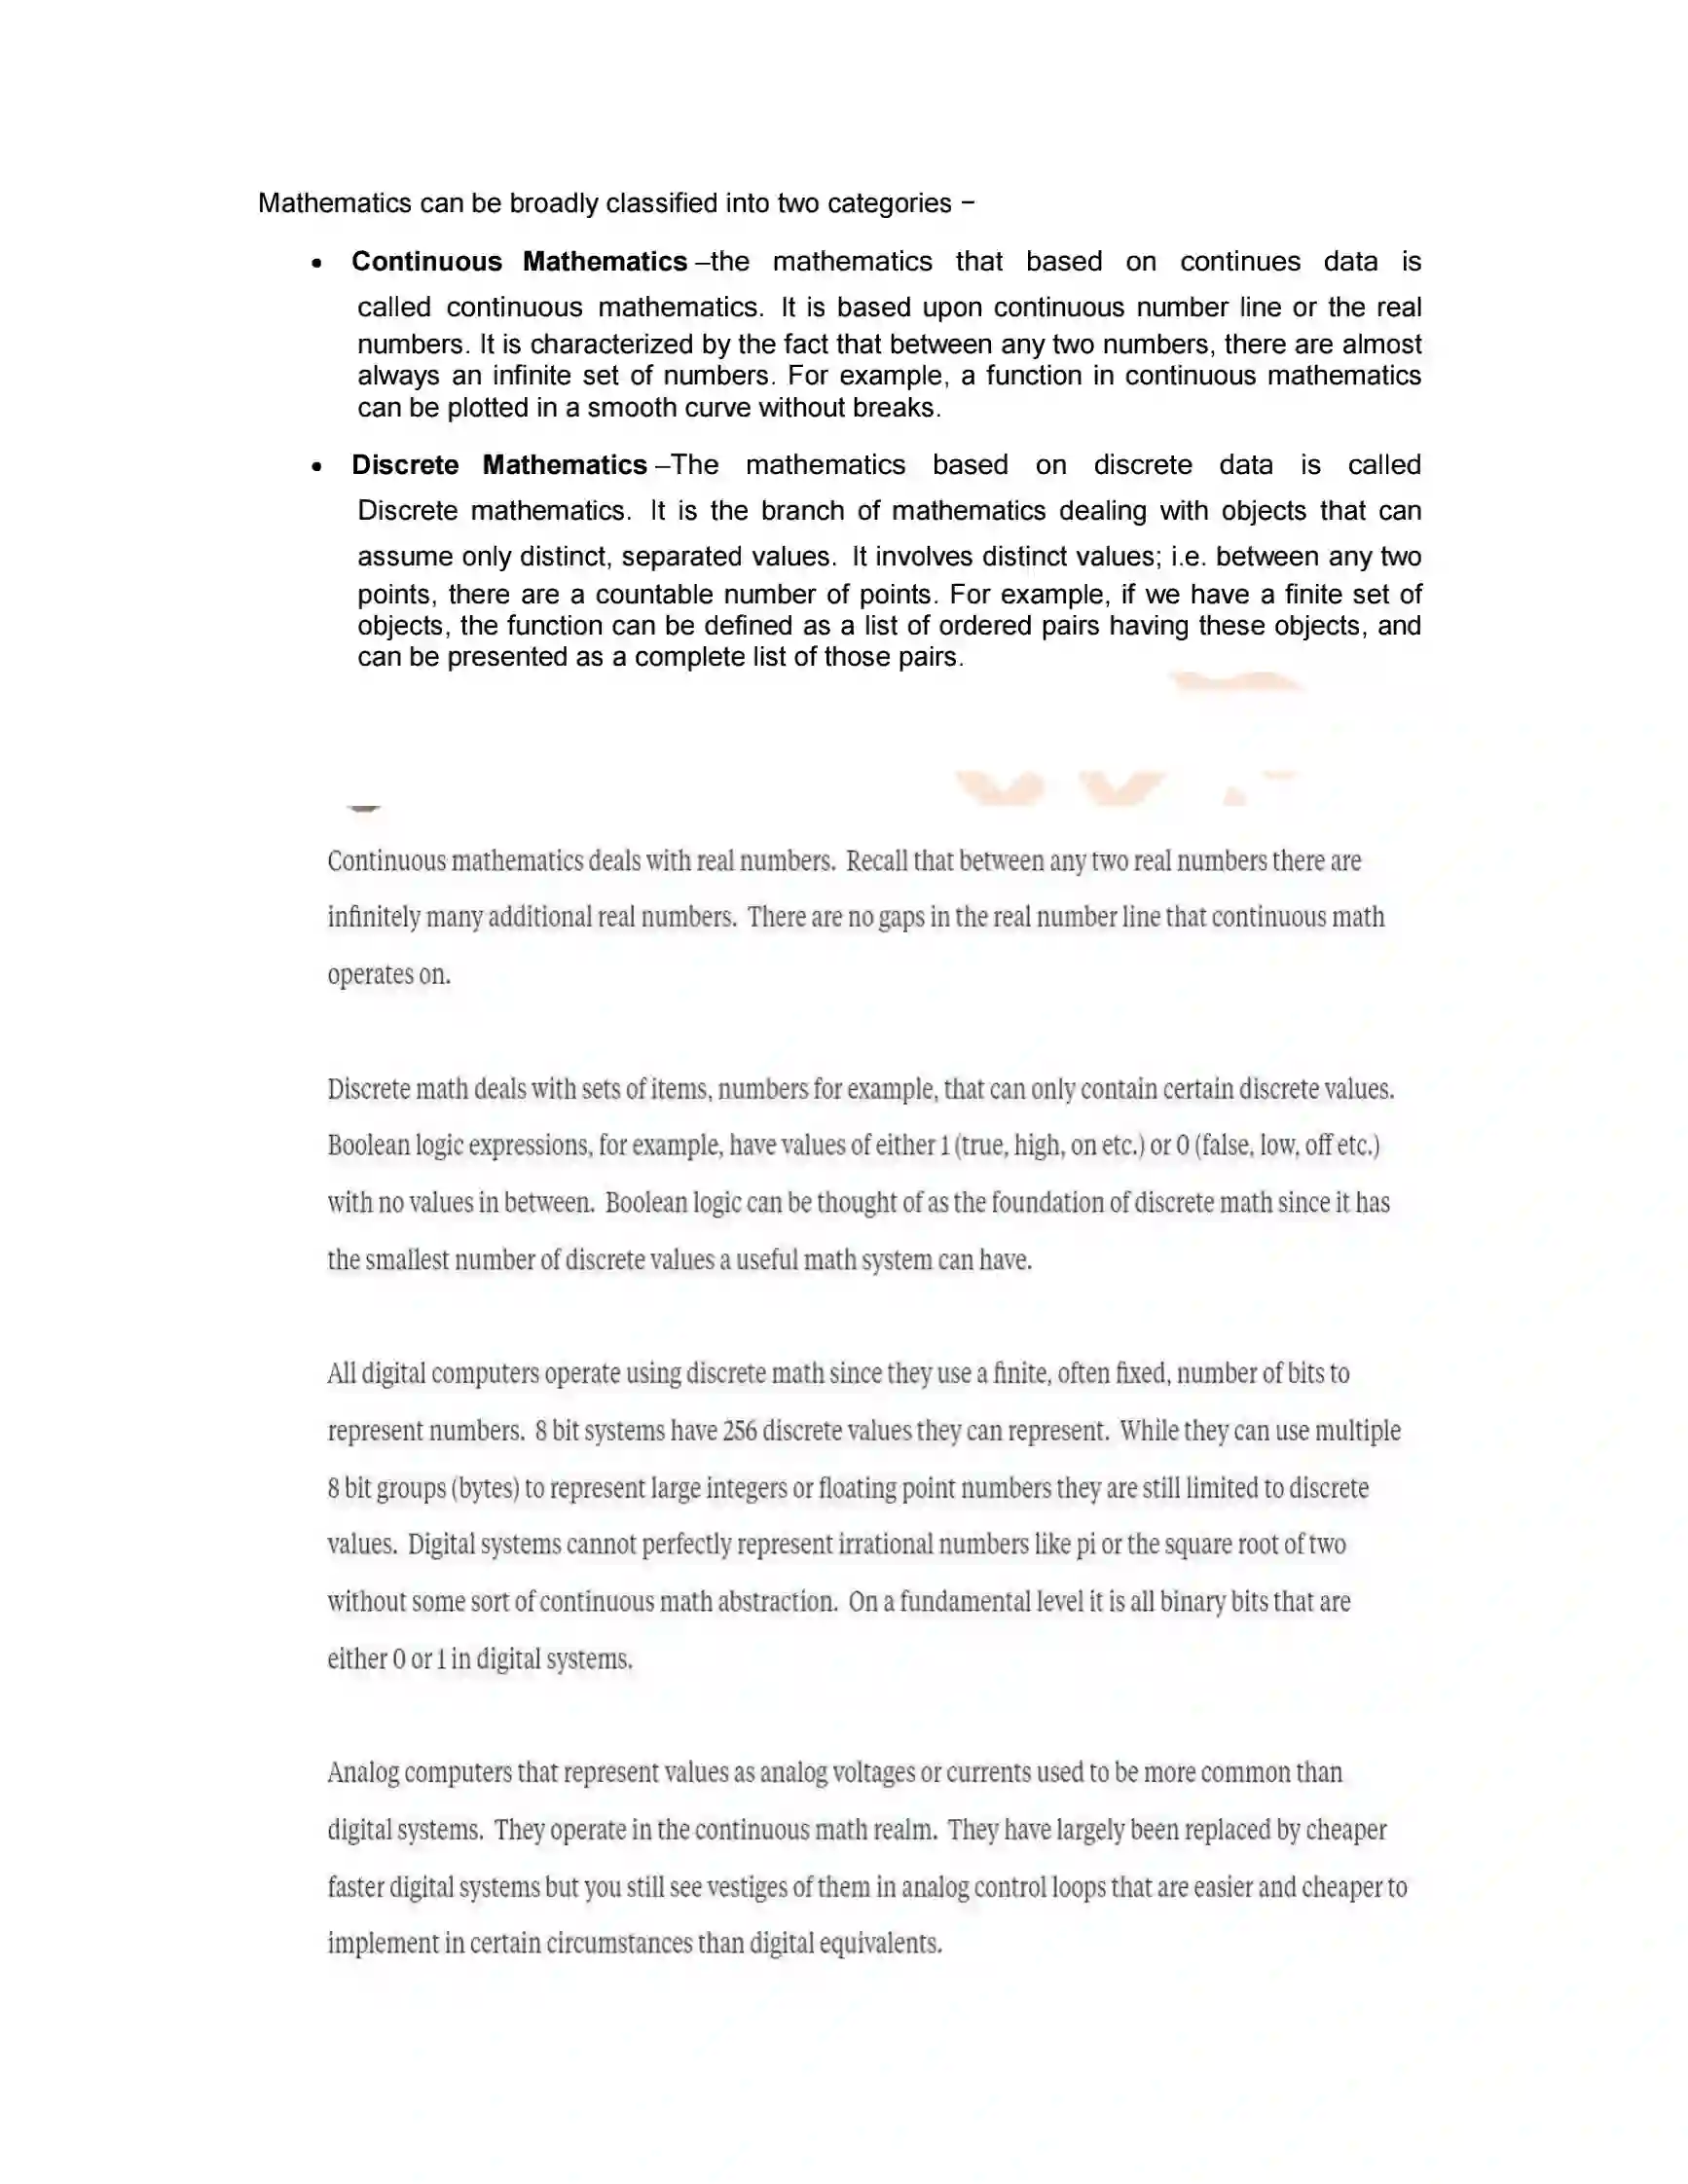 Mathematics can be broadly classified into two categories −
• Continuous Mathematics –the mathematics that based on continues data is
called continuous mathematics. It is based upon continuous number line or the real
numbers. It is characterized by the fact that between any two numbers, there are almost
always an infinite set of numbers. For example, a function in continuous mathematics
can be plotted in a smooth curve without breaks.
• Discrete Mathematics –The mathematics based on discrete data is called
Discrete mathematics. It is the branch of mathematics dealing with objects that can
assume only distinct, separated values. It involves distinct values; i.e. between any two
points, there are a countable number of points. For example, if we have a finite set of
objects, the function can be defined as a list of ordered pairs having these objects, and
can be presented as a complete list of those pairs.
Continuous mathematics deals with real numbers. Recall that between any two real numbers there are
infinitely many additional real numbers. There are no gaps in the real number line that continuous math
operates on.
Discrete math deals with sets of items, numbers for example, that can only contain certain discrete values.
Boolean logic expressions, for example, have values of either 1 (true, high, on etc.) or 0 (false, low, off etc.)
with no values in between. Boolean logic can be thought of as the foundation of discrete math since it has
the smallest number of discrete values a useful math system can have.
All digital computers operate using discrete math since they use a finite, often fixed, number of bits to
represent numbers. 8 bit systems have 256 discrete values they can represent. While they can use multiple
8 bit groups (bytes) to represent large integers or floating point numbers they are still limited to discrete
values. Digital systems cannot perfectly represent irrational numbers like pi or the square root of two
without some sort of continuous math abstraction. On a fundamental level it is all binary bits that are
either 0 or 1 in digital systems.
Analog computers that represent values as analog voltages or currents used to be more common than
digital systems. They operate in the continuous math realm. They have largely been replaced by cheaper
faster digital systems but you still see vestiges of them in analog control loops that are easier and cheaper to
implement in certain circumstances than digital equivalents.